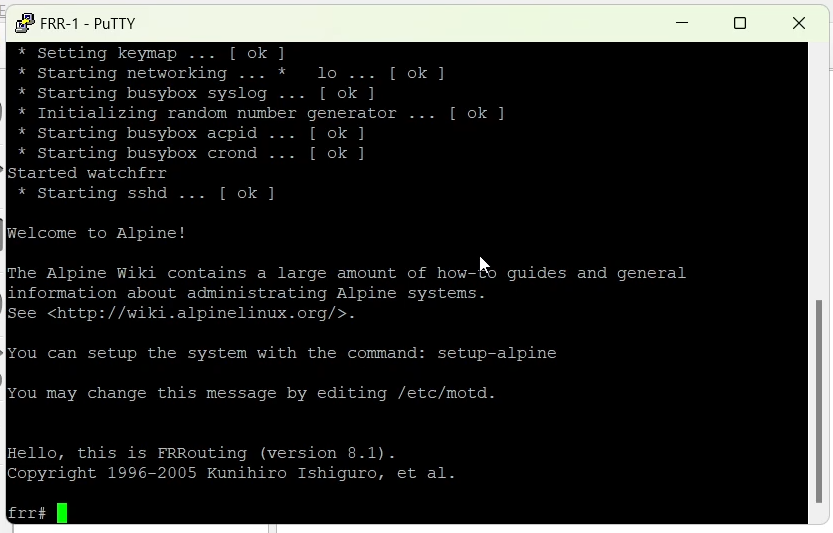 FRR-1 - PuTTY
* Setting keymap ... [ ok ]
* Starting networking ... *   lo ... [ ok ]
* Starting busybox syslog ... [ ok ]
* Initializing random number generator ... [ ok ]
* Starting busybox acpid ... [ ok ]
* Starting busybox crond ... [ ok ]
Started watchfrr
* Starting sshd ... [ ok ]
Welcome to Alpine!
The Alpine Wiki contains a large amount of how-to guides and general
information about administrating Alpine systems.
See <http://wiki.alpinelinux.org/>.
You can setup the system with the command: setup-alpine
You may change this message by editing /etc/motd.
Hello, this is FRRouting (version 8.1).
Copyright 1996-2005 Kunihiro Ishiguro, et al.
frr#